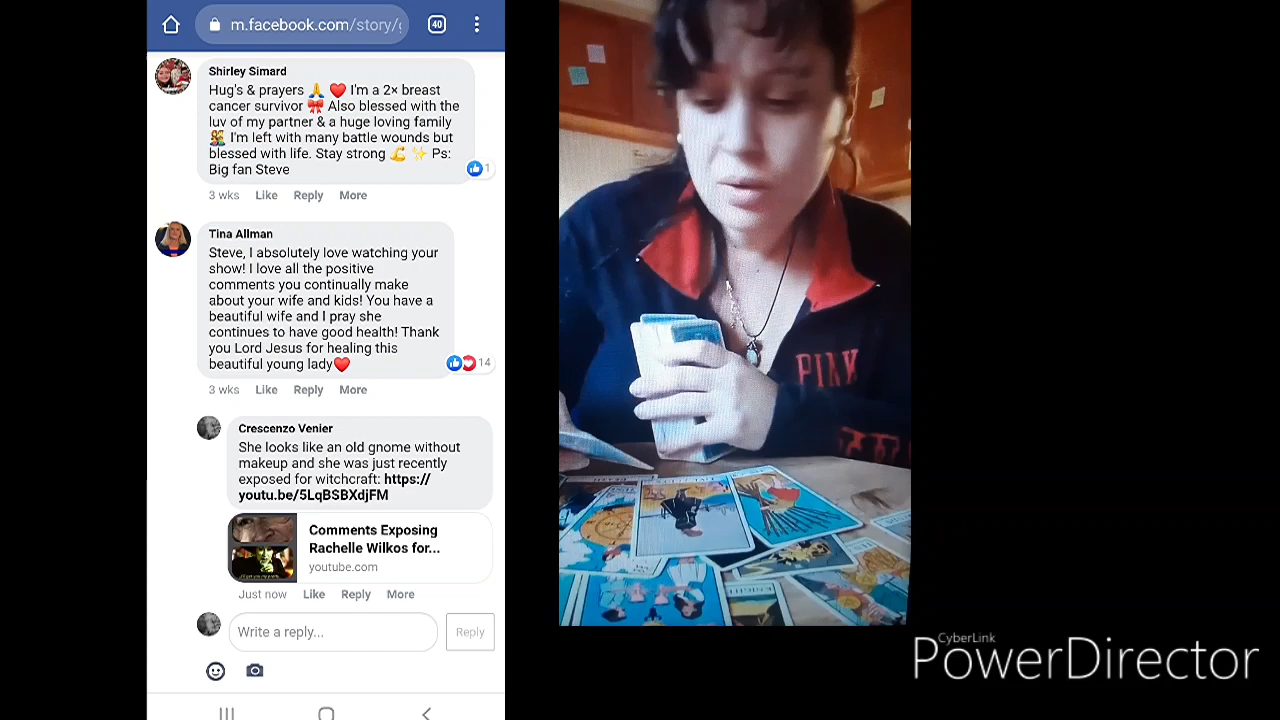 m.facebook.com/story/
40
Shirley Simard
Hug's & prayers 🙏 ❤️ I'm a 2× breast
cancer survivor 🎀 Also blessed with the
luv of my partner & a huge loving family
👨‍👩‍👧‍👦 I'm left with many battle wounds but
blessed with life. Stay strong 💪 ✨ Ps:
Big fan Steve
1
3 wks Like Reply More
Tina Allman
Steve, I absolutely love watching your
show! I love all the positive
comments you continually make
about your wife and kids! You have a
beautiful wife and I pray she
continues to have good health! Thank
you Lord Jesus for healing this
beautiful young lady❤️
14
3 wks Like Reply More
Crescenzo Venier
She looks like an old gnome without
makeup and she was just recently
exposed for witchcraft: https://
youtu.be/5LqBSBXdjFM
Comments Exposing
Rachelle Wilkos for...
youtube.com
Just now Like Reply More
Write a reply...
Reply
PINK
CyberLink
PowerDirector